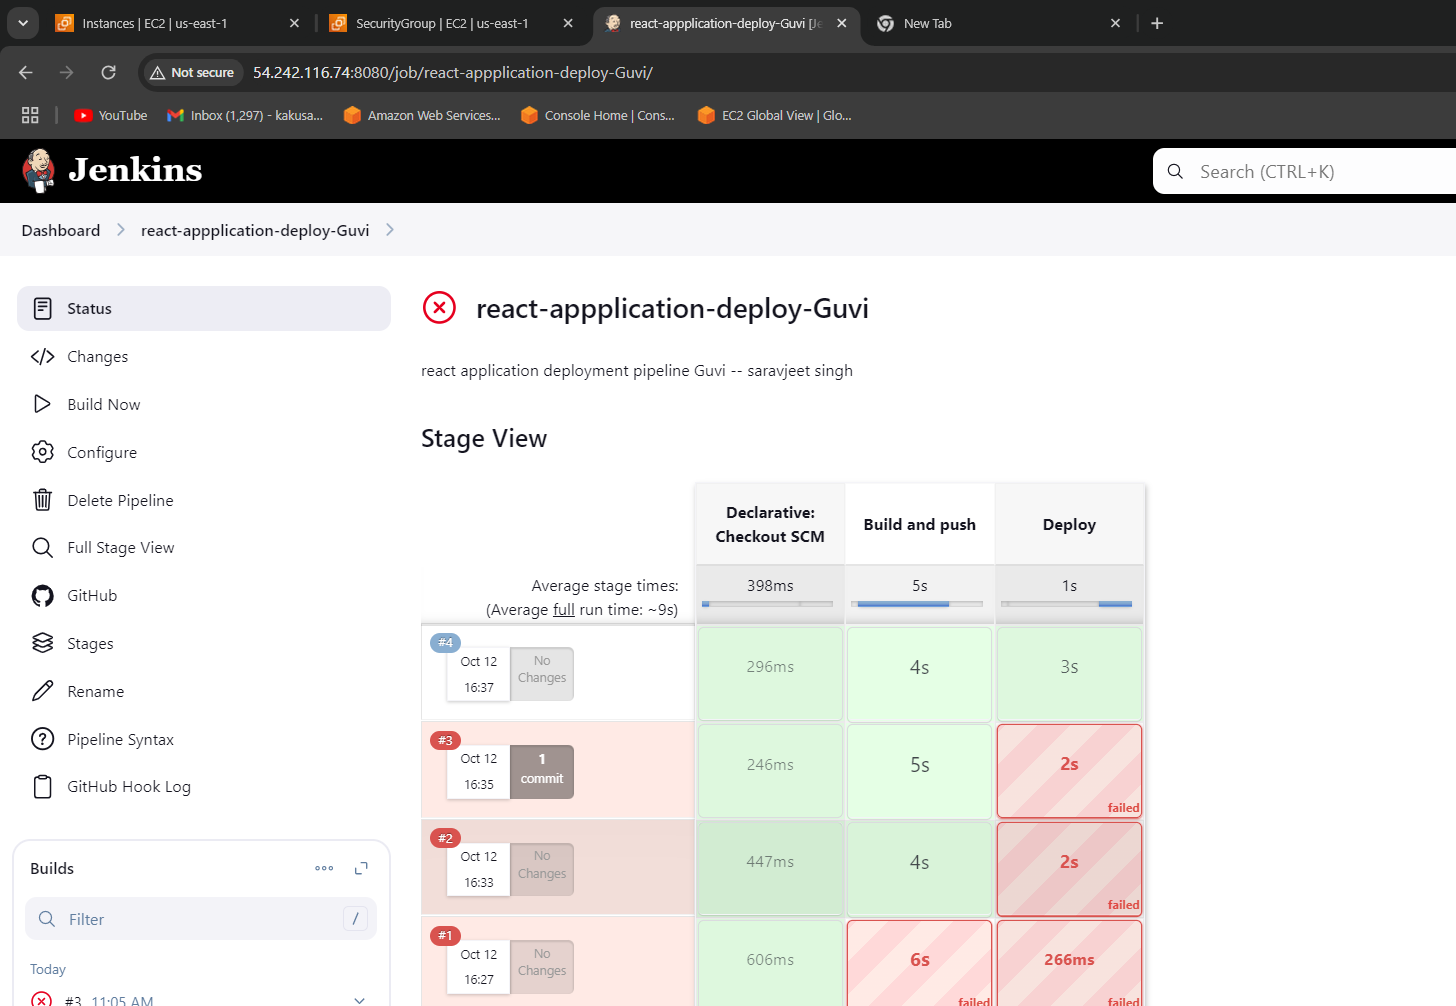 Instances | EC2 | us-east-1
SecurityGroup | EC2 | us-east-1
react-appplication-deploy-Guvi [Je
New Tab
Not secure
54.242.116.74:8080/job/react-appplication-deploy-Guvi/
YouTube
Inbox (1,297) - kakusa...
Amazon Web Services...
Console Home | Cons...
EC2 Global View | Glo...
Jenkins
Search (CTRL+K)
Dashboard
react-appplication-deploy-Guvi
Status
Changes
Build Now
Configure
Delete Pipeline
Full Stage View
GitHub
Stages
Rename
Pipeline Syntax
GitHub Hook Log
Builds
Filter
/
Today
#3 11:05 AM
react-appplication-deploy-Guvi
react application deployment pipeline Guvi -- saravjeet singh
Stage View
Declarative:
Checkout SCM
Build and push
Deploy
Average stage times:
(Average full run time: ~9s)
398ms
5s
1s
#4
Oct 12
16:37
No
Changes
296ms
4s
3s
#3
Oct 12
16:35
1
commit
246ms
5s
2s
failed
#2
Oct 12
16:33
No
Changes
447ms
4s
2s
failed
#1
Oct 12
16:27
No
Changes
606ms
6s
failed
266ms
failed